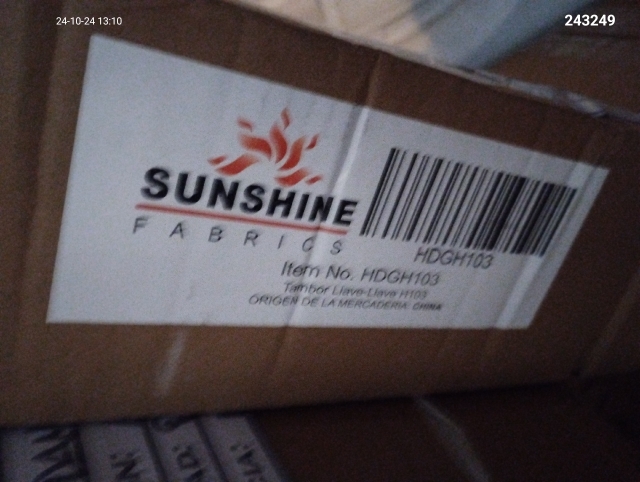 24-10-24 13:10
243249
SUNSHINE
FABRICS
HDGH103
Item No. HDGH103
Tambor Llave-Llave H103
ORIGEN DE LA MERCADERIA: CHINA